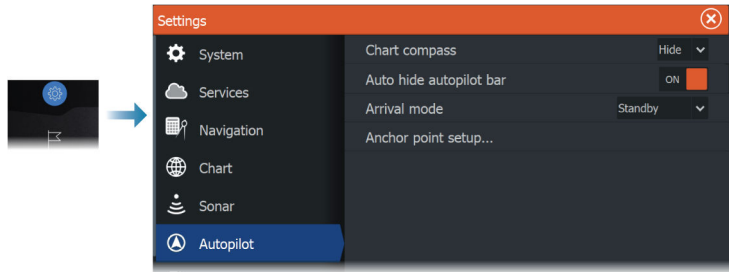 Settings
System
Services
Navigation
Chart
Sonar
Autopilot
Chart compass Hide
Auto hide autopilot bar ON
Arrival mode Standby
Anchor point setup...